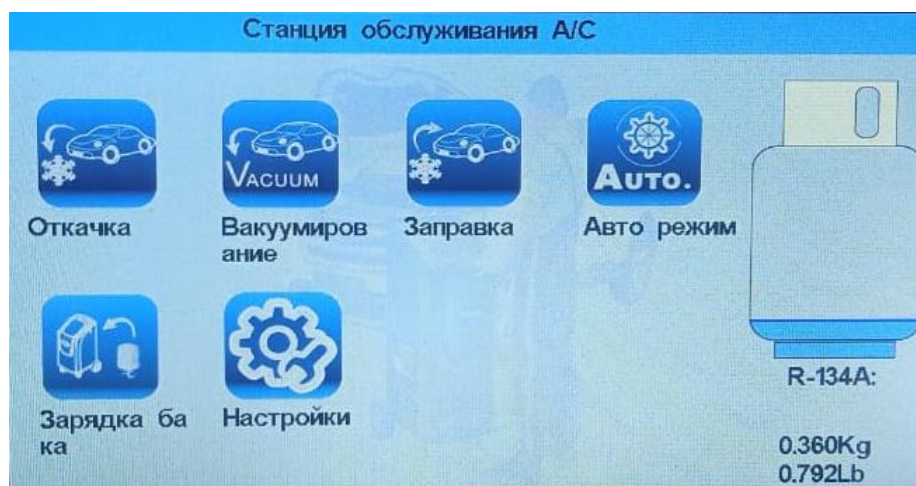 Станция обслуживания A/C
VACUUM
AUTO.
Откачка
Вакуумиров
ание
Заправка
Авто режим
Зарядка ба
ка
Настройки
R-134A:
0.360Kg
0.792Lb